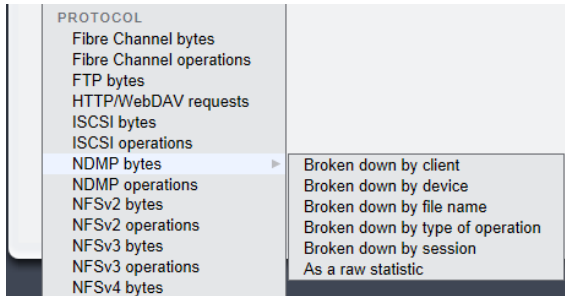 PROTOCOL
Fibre Channel bytes
Fibre Channel operations
FTP bytes
HTTP/WebDAV requests
ISCSI bytes
ISCSI operations
NDMP bytes
NDMP operations
NFSv2 bytes
NFSv2 operations
NFSv3 bytes
NFSv3 operations
NFSv4 bytes
Broken down by client
Broken down by device
Broken down by file name
Broken down by type of operation
Broken down by session
As a raw statistic